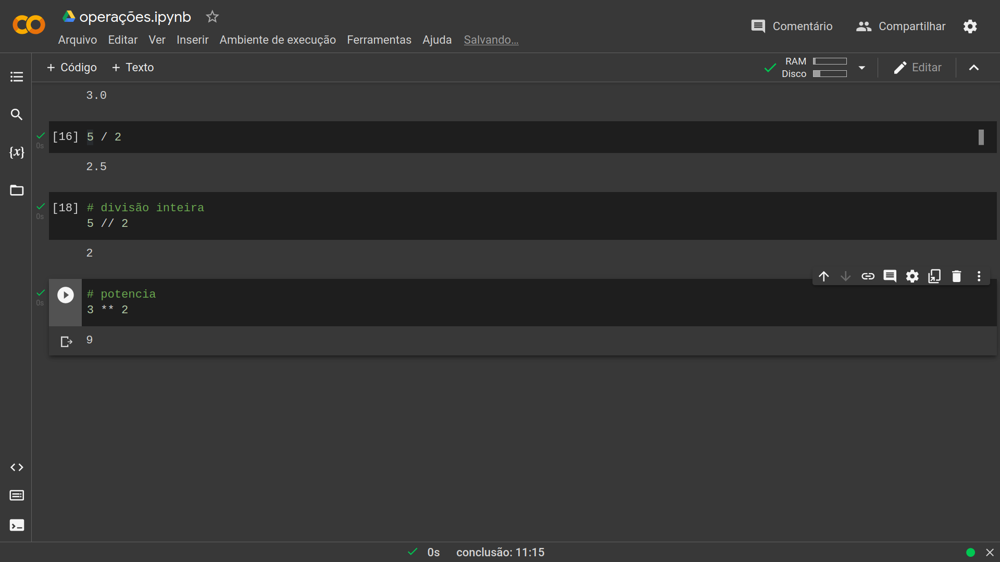 operações.ipynb
Comentário
Compartilhar
Arquivo Editar Ver Inserir Ambiente de execução Ferramentas Ajuda Salvando...
+ Código + Texto
RAM
Disco
Editar
3.0
[16] 5 / 2
0s
2.5
[18] # divisão inteira
0s
5 // 2
2
# potencia
0s
3 ** 2
9
{x}
0s conclusão: 11:15